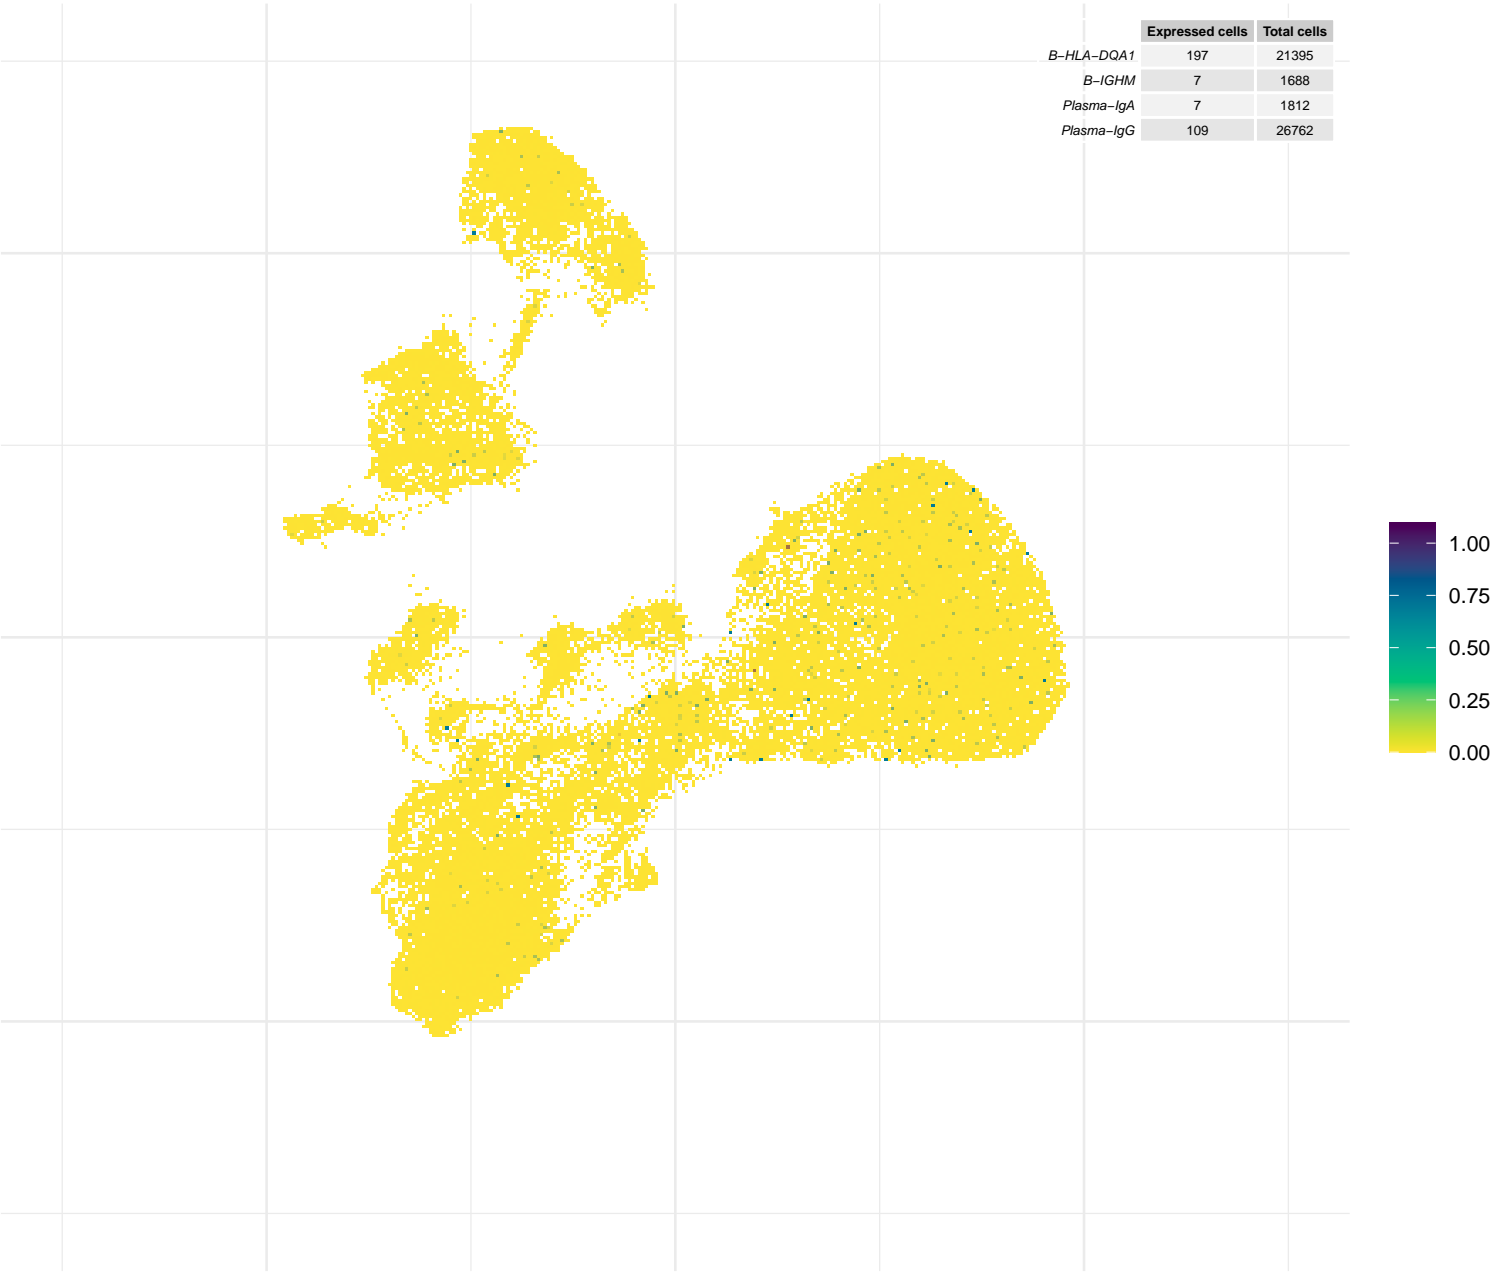 Expressed cells Total cells
B−HLA−DQA1 197 21395
B−IGHM 7 1688
Plasma−IgA 7 1812
Plasma−IgG 109 26762
1.00
0.75
0.50
0.25
0.00